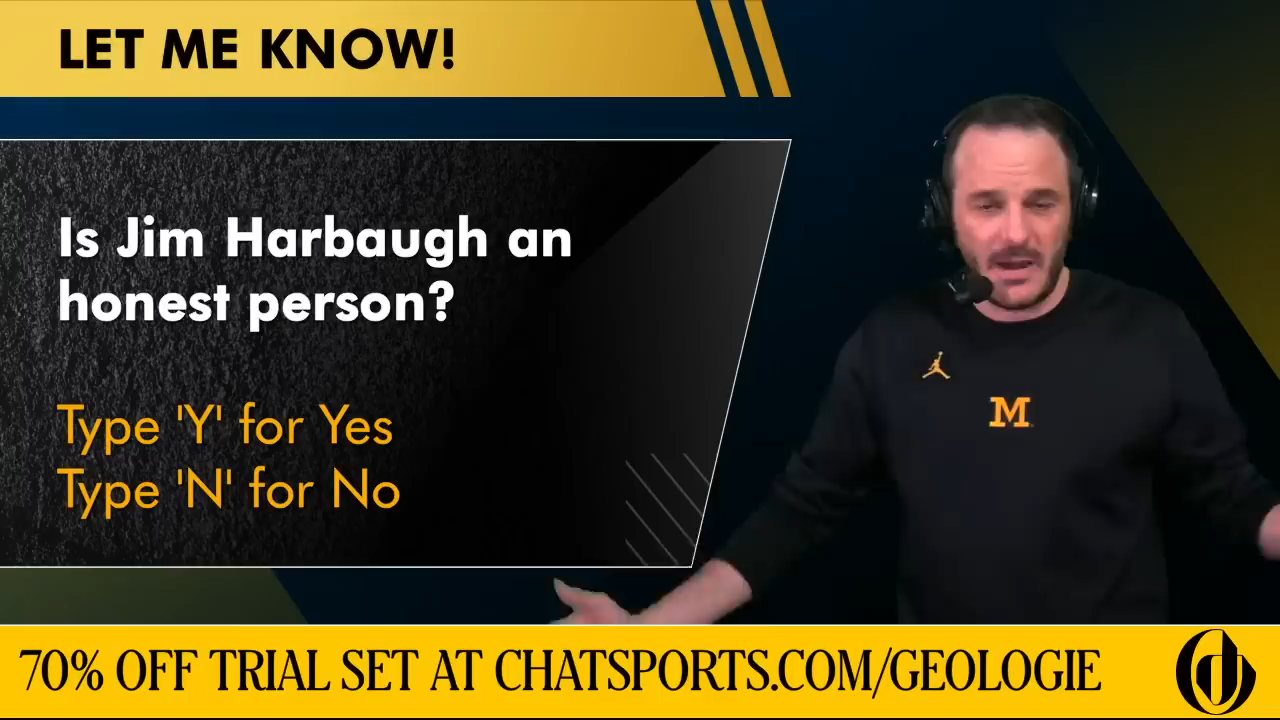 LET ME KNOW!
Is Jim Harbaugh an
honest person?
Type 'Y' for Yes
Type 'N' for No
M
70% OFF TRIAL SET AT CHATSPORTS.COM/GEOLOGIE